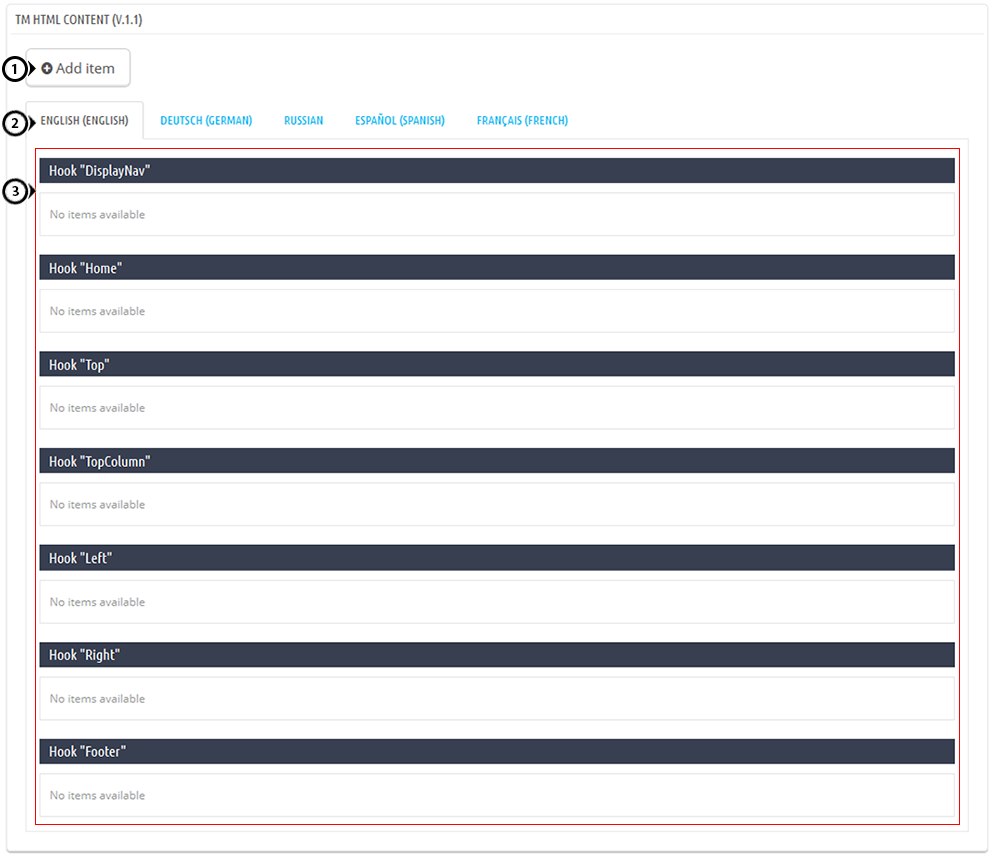 TM HTML CONTENT (V.1.1)
1 Add item
2 ENGLISH (ENGLISH) DEUTSCH (GERMAN) RUSSIAN ESPAÑOL (SPANISH) FRANÇAIS (FRENCH)
Hook "DisplayNav"
3
No items available
Hook "Home"
No items available
Hook "Top"
No items available
Hook "TopColumn"
No items available
Hook "Left"
No items available
Hook "Right"
No items available
Hook "Footer"
No items available